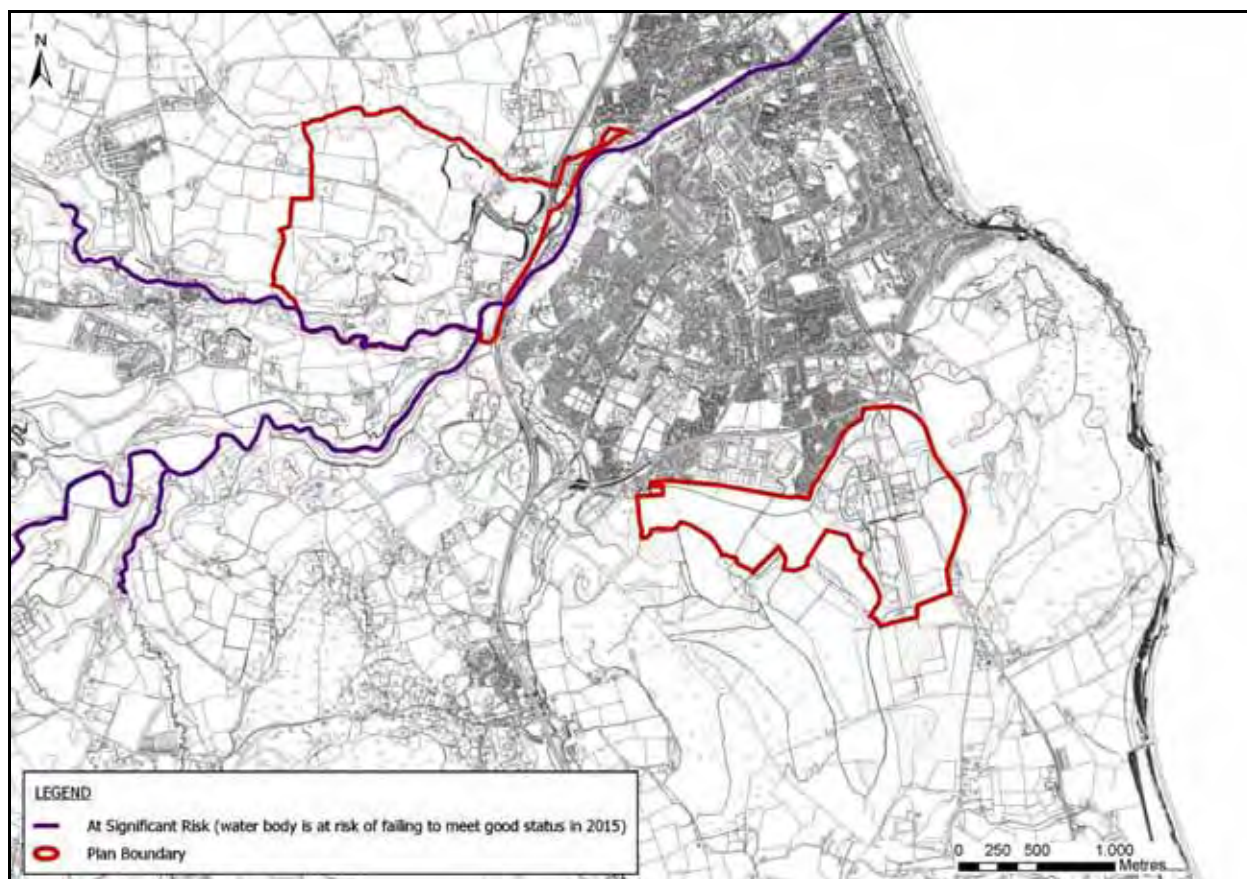 N
LEGEND
At Significant Risk (water body is at risk of failing to meet good status in 2015)
Plan Boundary
0 250 500 1.000
Metres